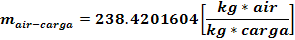 m_air-carga = 238.4201604 [kg * air / kg * carga]